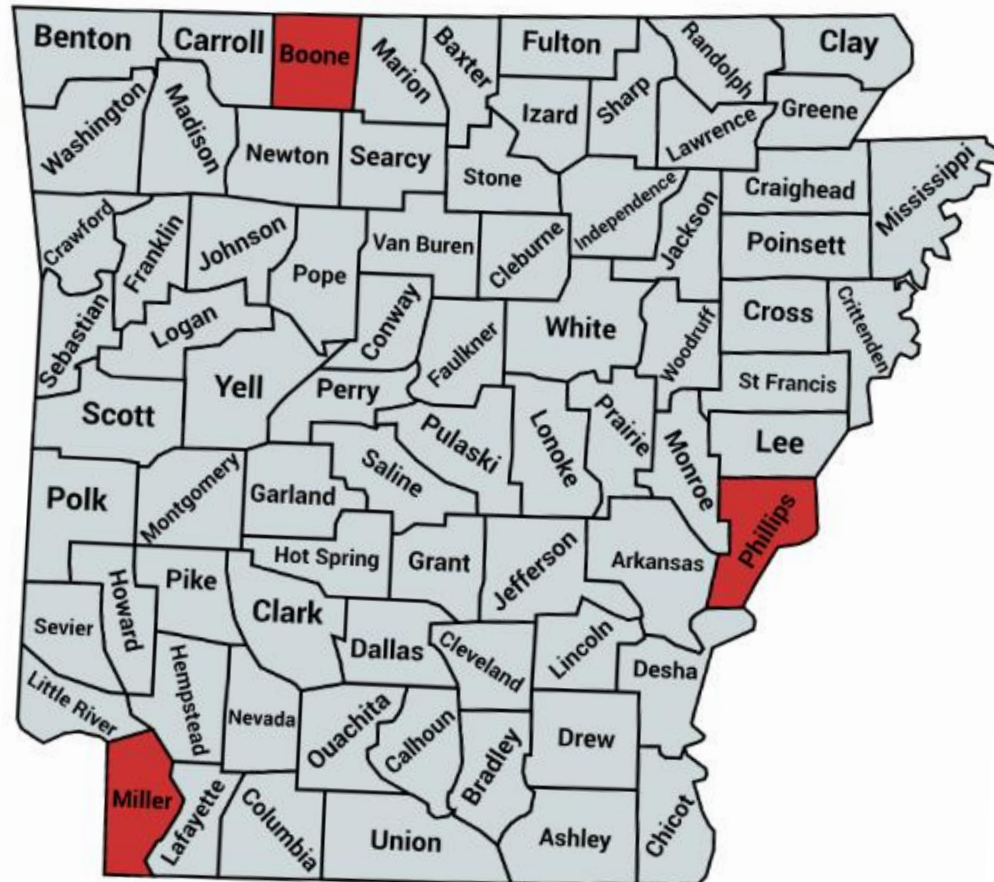 Benton
Carroll
Boone
Marion
Baxter
Fulton
Sharp
Randolph
Clay
Washington
Madison
Newton
Searcy
Izard
Lawrence
Greene
Stone
Independence
Jackson
Craighead
Mississippi
Crawford
Franklin
Johnson
Pope
Van Buren
Cleburne
Poinsett
Sebastian
Logan
Conway
Faulkner
White
Woodruff
Cross
Crittenden
Scott
Yell
Perry
Pulaski
Lonoke
Prairie
Monroe
St Francis
Lee
Polk
Montgomery
Garland
Saline
Phillips
Hot Spring
Grant
Jefferson
Arkansas
Sevier
Howard
Pike
Clark
Dallas
Cleveland
Lincoln
Desha
Little River
Hempstead
Nevada
Ouachita
Calhoun
Bradley
Drew
Miller
Lafayette
Columbia
Union
Ashley
Chicot